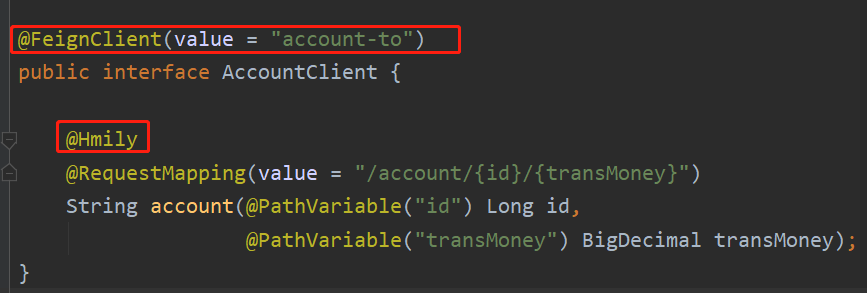 @FeignClient(value = "account-to")
public interface AccountClient {
@Hmily
@RequestMapping(value = "/account/{id}/{transMoney}")
String account(@PathVariable("id") Long id,
@PathVariable("transMoney") BigDecimal transMoney);
}